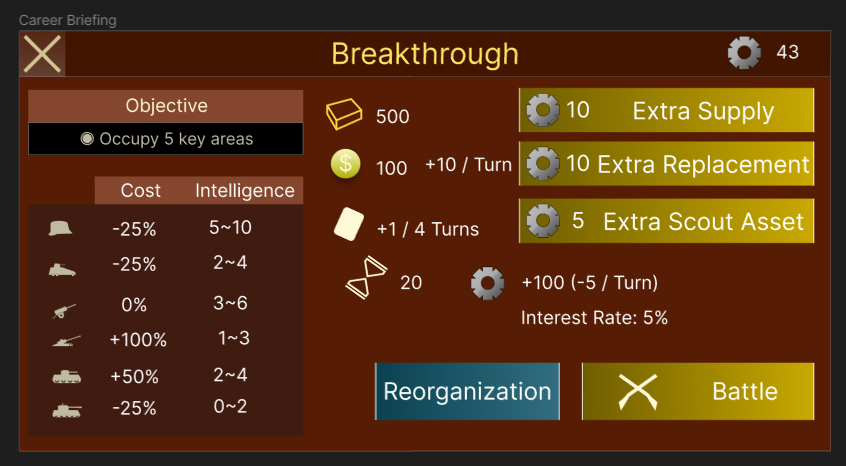 Career Briefing
Breakthrough
43
Objective
Occupy 5 key areas
Cost Intelligence
-25% 5~10
-25% 2~4
0% 3~6
+100% 1~3
+50% 2~4
-25% 0~2
500
100 +10 / Turn
+1 / 4 Turns
20
+100 (-5 / Turn)
Interest Rate: 5%
10 Extra Supply
10 Extra Replacement
5 Extra Scout Asset
Reorganization
Battle